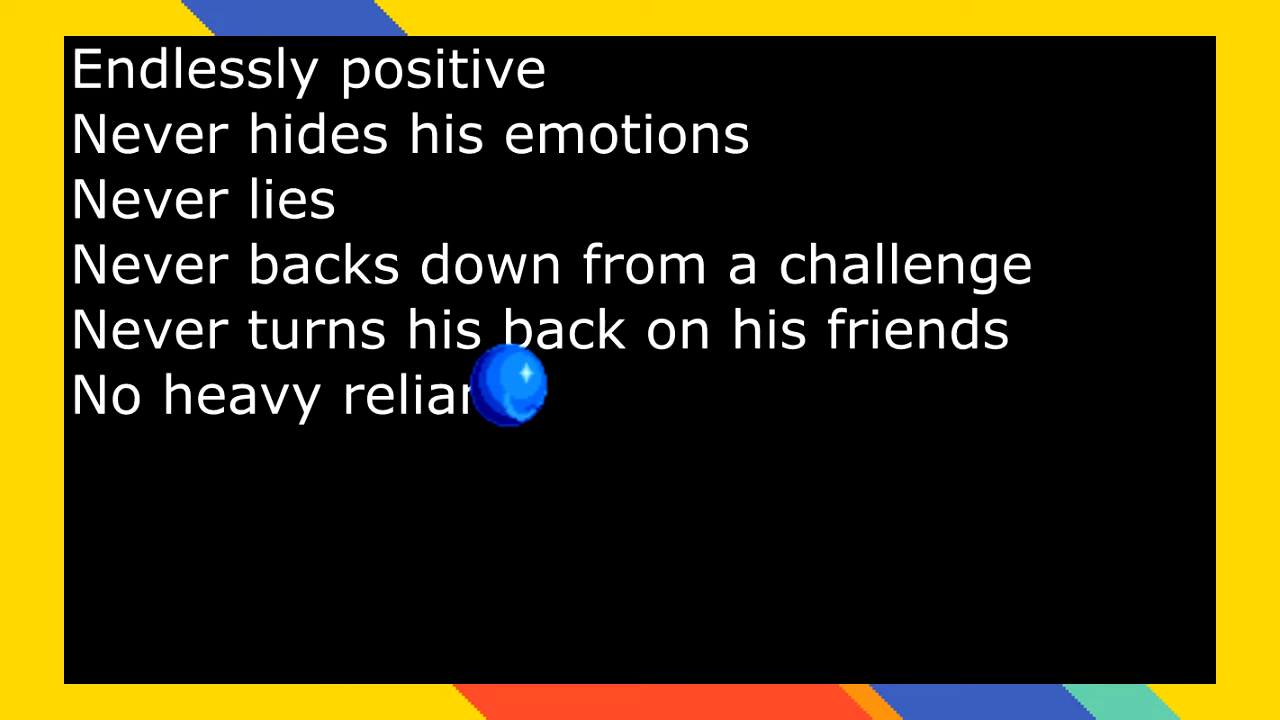 Endlessly positive
Never hides his emotions
Never lies
Never backs down from a challenge
Never turns his back on his friends
No heavy